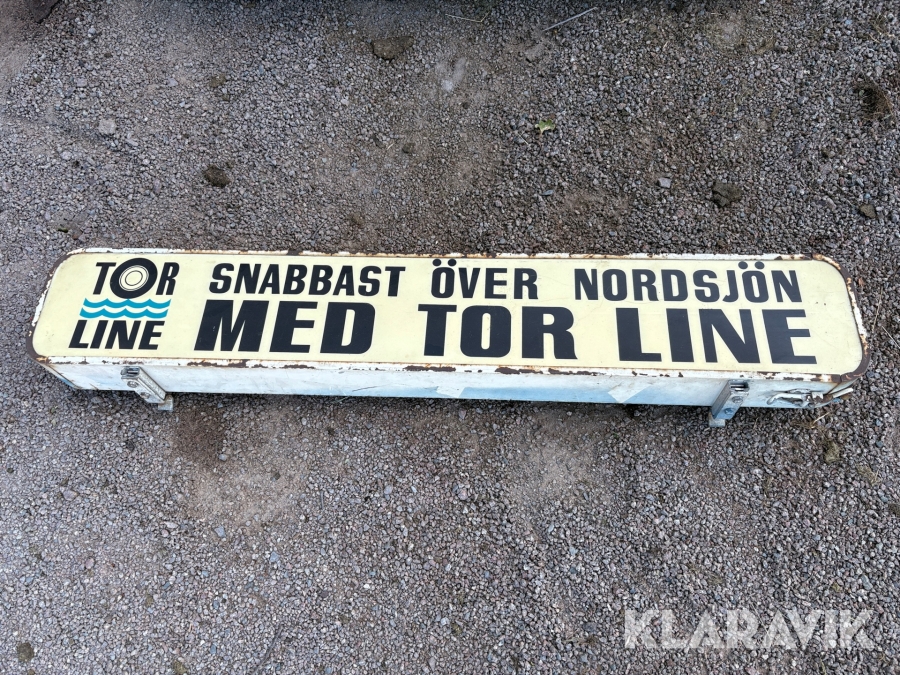 TOR
LINE
SNABBAST ÖVER NORDSJÖN
MED TOR LINE
KLARAVIK